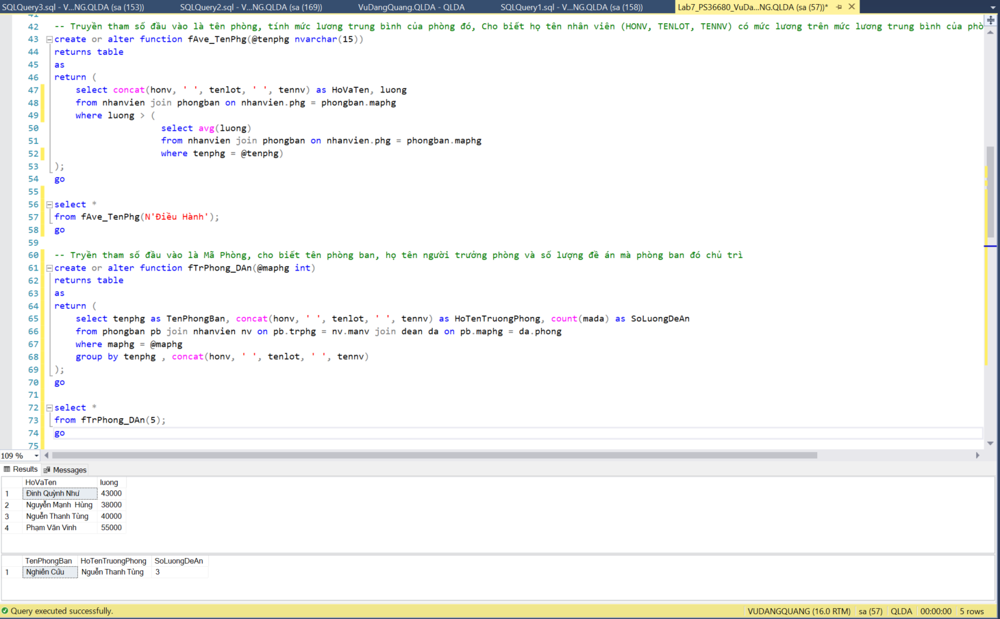 SQLQuery3.sql - V...NG.QLDA (sa (153))
SQLQuery2.sql - V...NG.QLDA (sa (169))
VuDangQuang.QLDA - QLDA
SQLQuery1.sql - V...NG.QLDA (sa (158))
Lab7_PS36680_VuDa...NG.QLDA (sa (57))*
41
42 -- Truyền tham số đầu vào là tên phòng, tính mức lương trung bình của phòng đó, Cho biết họ tên nhân viên (HONV, TENLOT, TENNV) có mức lương trên mức lương trung bình của phò
43 create or alter function fAve_TenPhg(@tenphg nvarchar(15))
44 returns table
45 as
46 return (
47 select concat(honv, ' ', tenlot, ' ', tennv) as HoVaTen, luong
48 from nhanvien join phongban on nhanvien.phg = phongban.maphg
49 where luong > (
50 select avg(luong)
51 from nhanvien join phongban on nhanvien.phg = phongban.maphg
52 where tenphg = @tenphg)
53 );
54 go
55
56 select *
57 from fAve_TenPhg(N'Điều Hành');
58 go
59
60 -- Tryền tham số đầu vào là Mã Phòng, cho biết tên phòng ban, họ tên người trưởng phòng và số lượng đề án mà phòng ban đó chủ trì
61 create or alter function fTrPhong_DAn(@maphg int)
62 returns table
63 as
64 return (
65 select tenphg as TenPhongBan, concat(honv, ' ', tenlot, ' ', tennv) as HoTenTruongPhong, count(mada) as SoLuongDeAn
66 from phongban pb join nhanvien nv on pb.trphg = nv.manv join dean da on pb.maphg = da.phong
67 where maphg = @maphg
68 group by tenphg , concat(honv, ' ', tenlot, ' ', tennv)
69 );
70 go
71
72 select *
73 from fTrPhong_DAn(5);
74 go
75
109 %
Results Messages
HoVaTen luong
1 Đinh Quỳnh Như 43000
2 Nguyễn Mạnh Hùng 38000
3 Nguễn Thanh Tùng 40000
4 Phạm Văn Vinh 55000
TenPhongBan HoTenTruongPhong SoLuongDeAn
1 Nghiên Cứu Nguễn Thanh Tùng 3
Query executed successfully.
VUDANGQUANG (16.0 RTM) sa (57) QLDA 00:00:00 5 rows